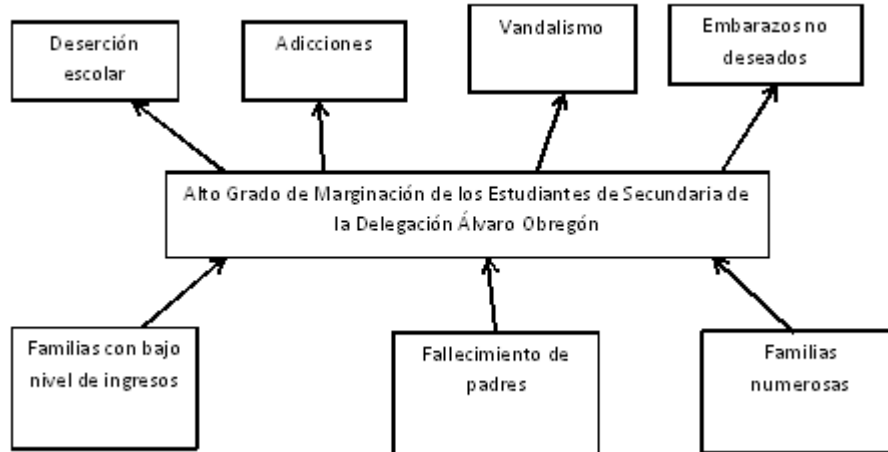 Deserción
escolar
Adicciones
Vandalismo
Embarazos no
deseados
Alto Grado de Marginación de los Estudiantes de Secundaria de
la Delegación Álvaro Obregón
Familias con bajo
nivel de ingresos
Fallecimiento de
padres
Familias
numerosas